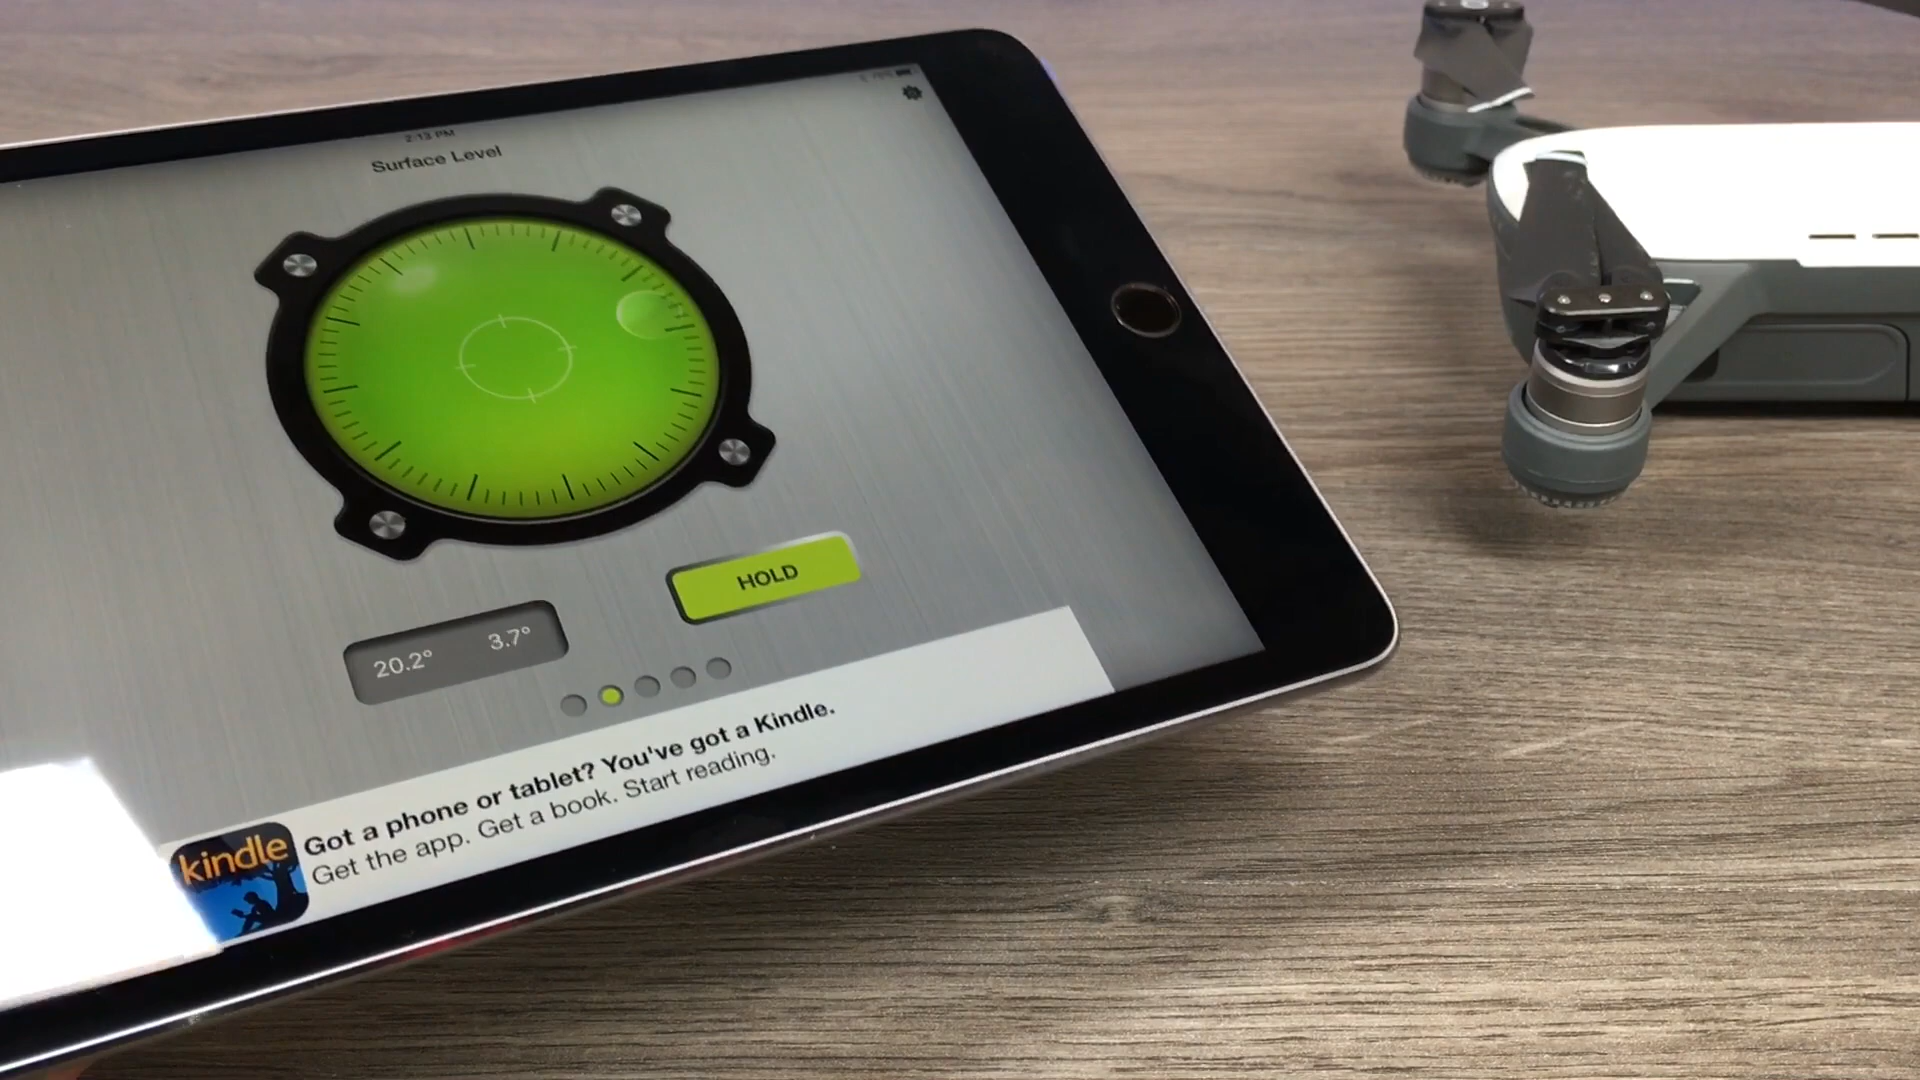 2:13 PM
Surface Level
HOLD
20.2° 3.7°
Got a phone or tablet? You've got a Kindle.
Get the app. Get a book. Start reading.
kindle